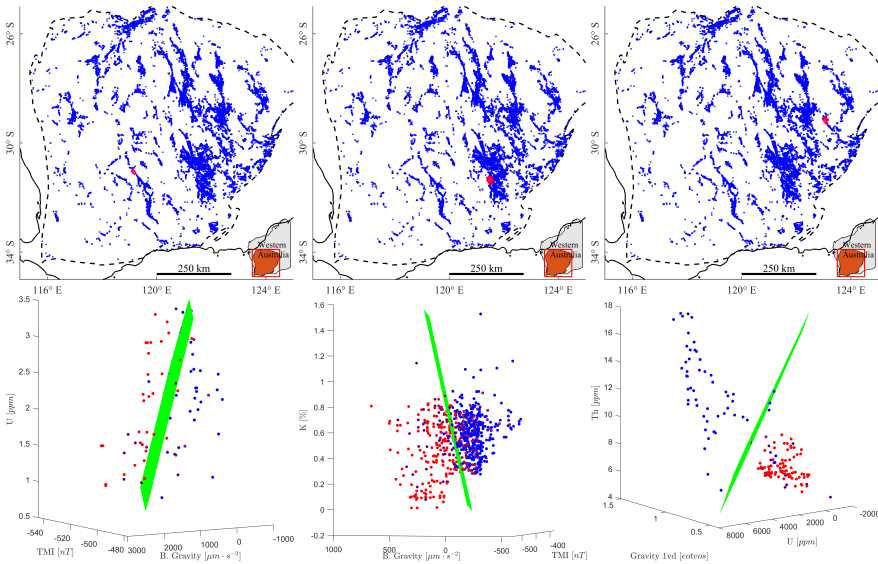 26° S
26° S
26° S
30° S
30° S
30° S
34° S
34° S
34° S
Western
Australia
Western
Australia
Western
Australia
250 km
250 km
250 km
116° E
120° E
124° E
116° E
120° E
124° E
116° E
120° E
124° E
3.5
3
2.5
2
1.5
1
0.5
U [ppm]
-540
-520
-500
-480
TMI [nT]
3000
2000
1000
0
-1000
B. Gravity [μm · s⁻²]
1.6
1.4
1.2
1
0.8
0.6
0.4
0.2
0
-0.2
K [%]
1000
500
0
-500
B. Gravity [μm · s⁻²]
-500
-400
TMI [nT]
18
16
14
12
10
8
6
4
Th [ppm]
1.5
1
0.5
Gravity 1vd [eotvos]
8000
6000
4000
2000
0
-2000
U [ppm]